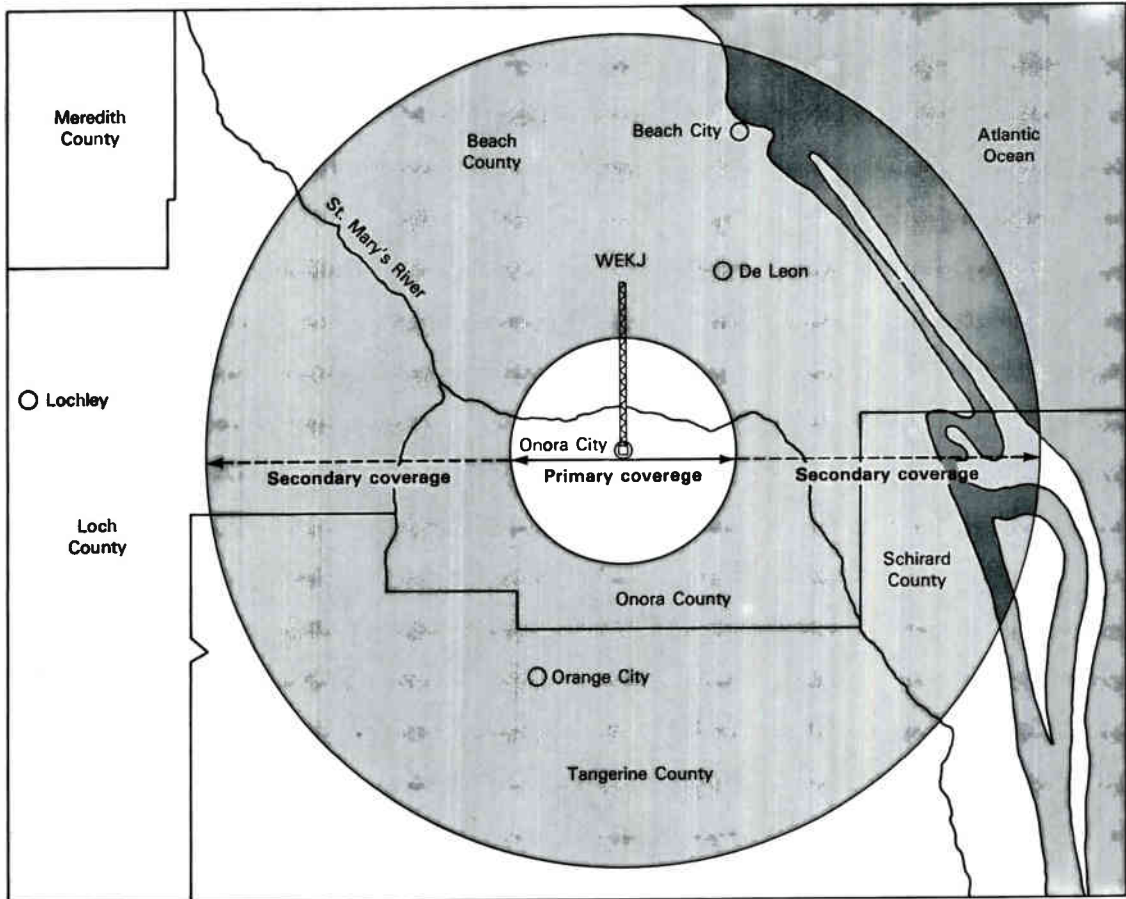 Meredith
County
Beach
County
Beach City
Atlantic
Ocean
St. Mary's River
WEKJ
De Leon
Lochley
Onora City
Secondary coverage
Primary coverege
Secondary coverage
Loch
County
Schirard
County
Onora County
Orange City
Tangerine County